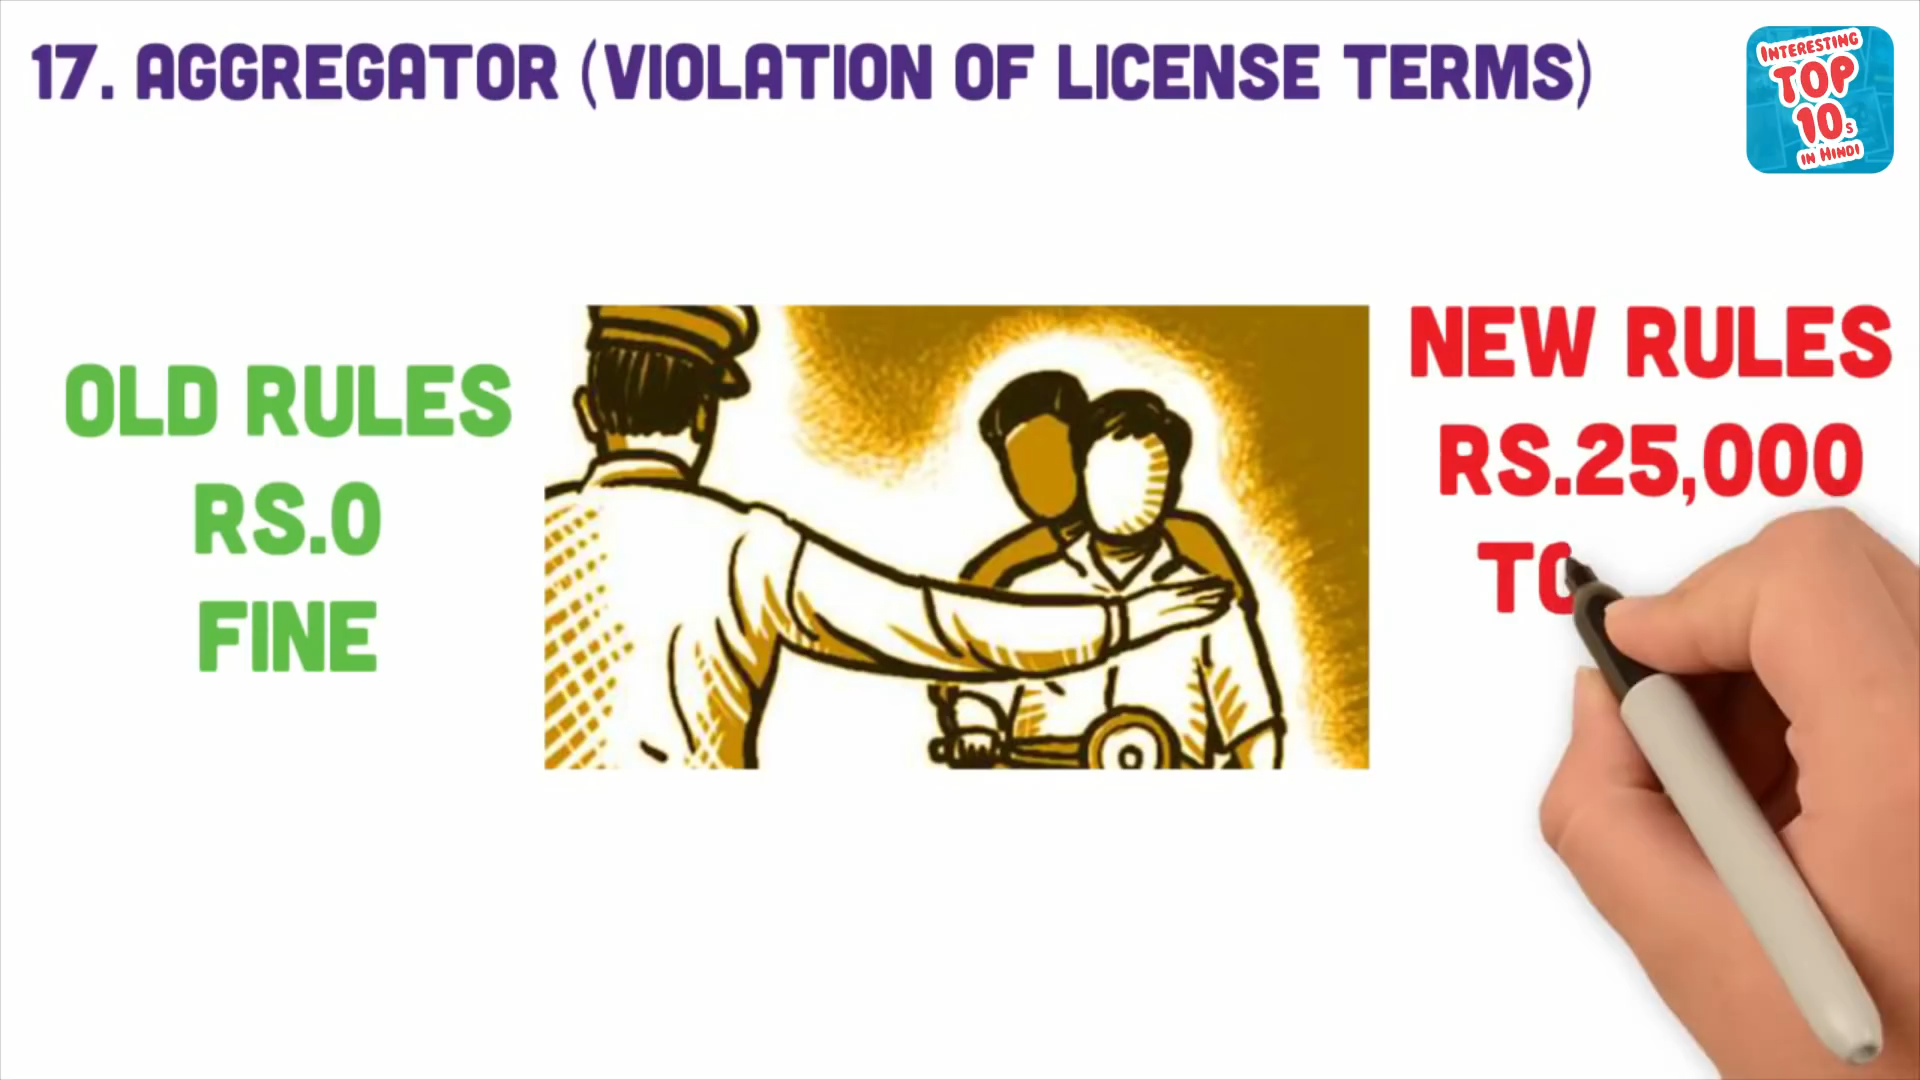 17. AGGREGATOR (VIOLATION OF LICENSE TERMS)
INTERESTING
TOP
10s
IN HINDI
OLD RULES
RS.0
FINE
NEW RULES
RS.25,000
TO